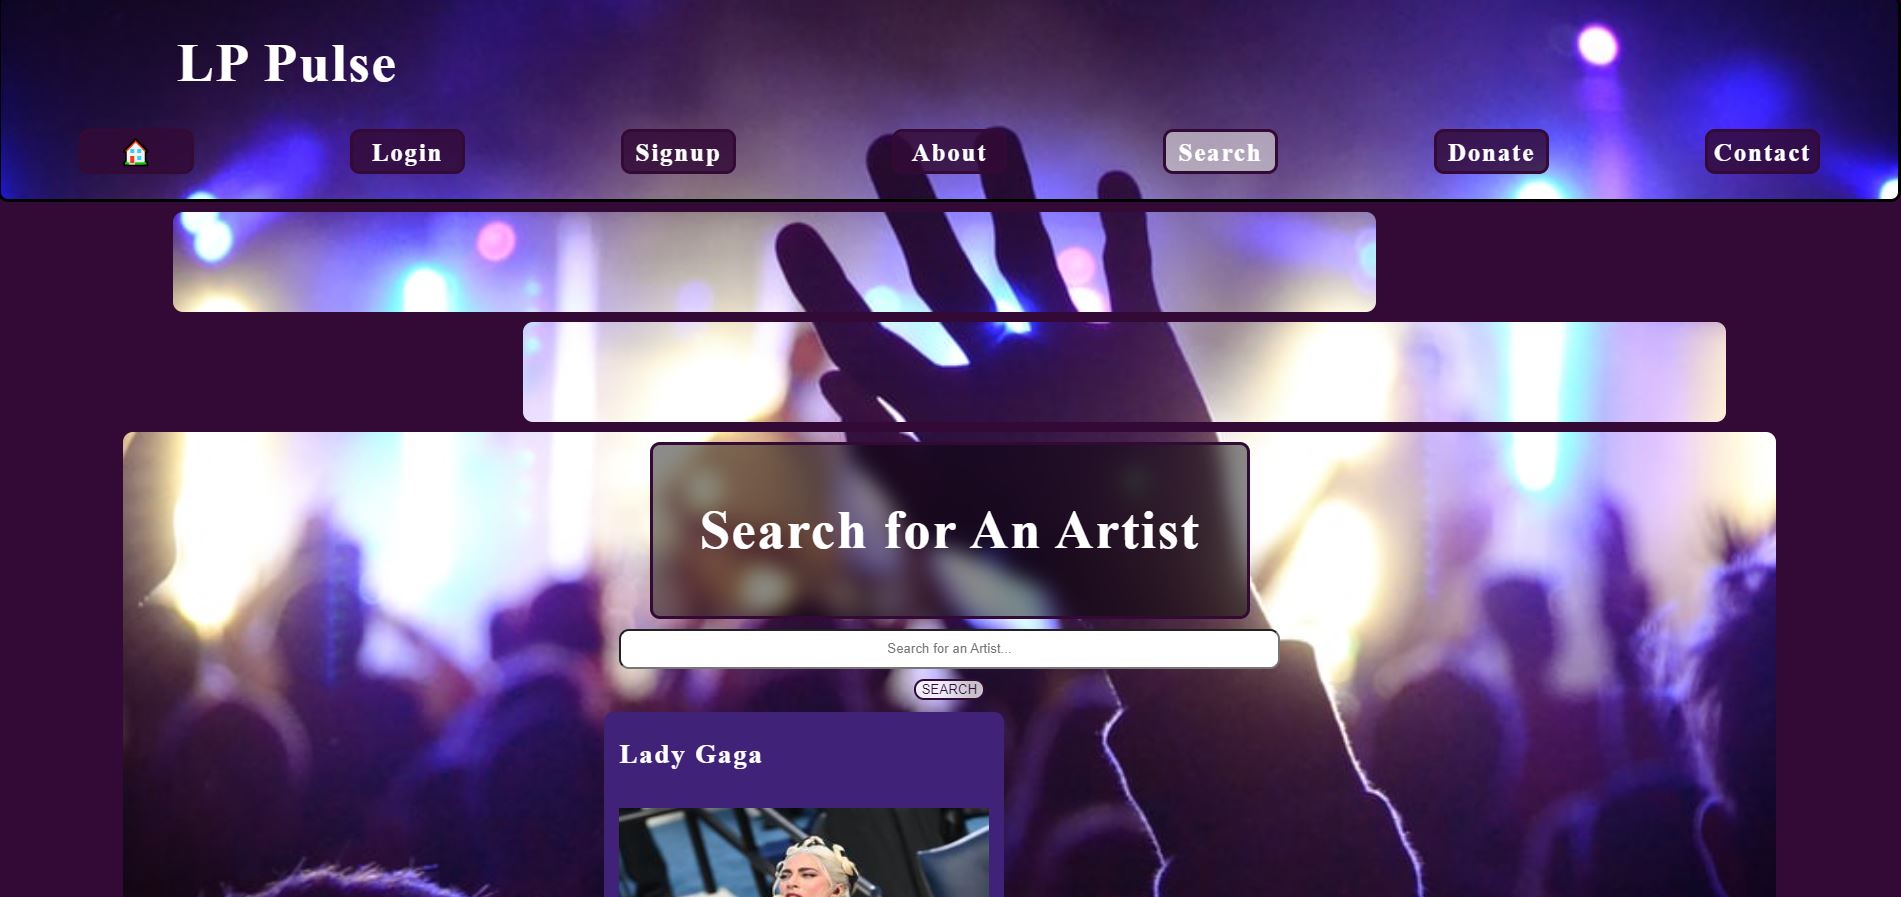 LP Pulse
Login
Signup
About
Search
Donate
Contact
Search for An Artist
Search for an Artist...
SEARCH
Lady Gaga